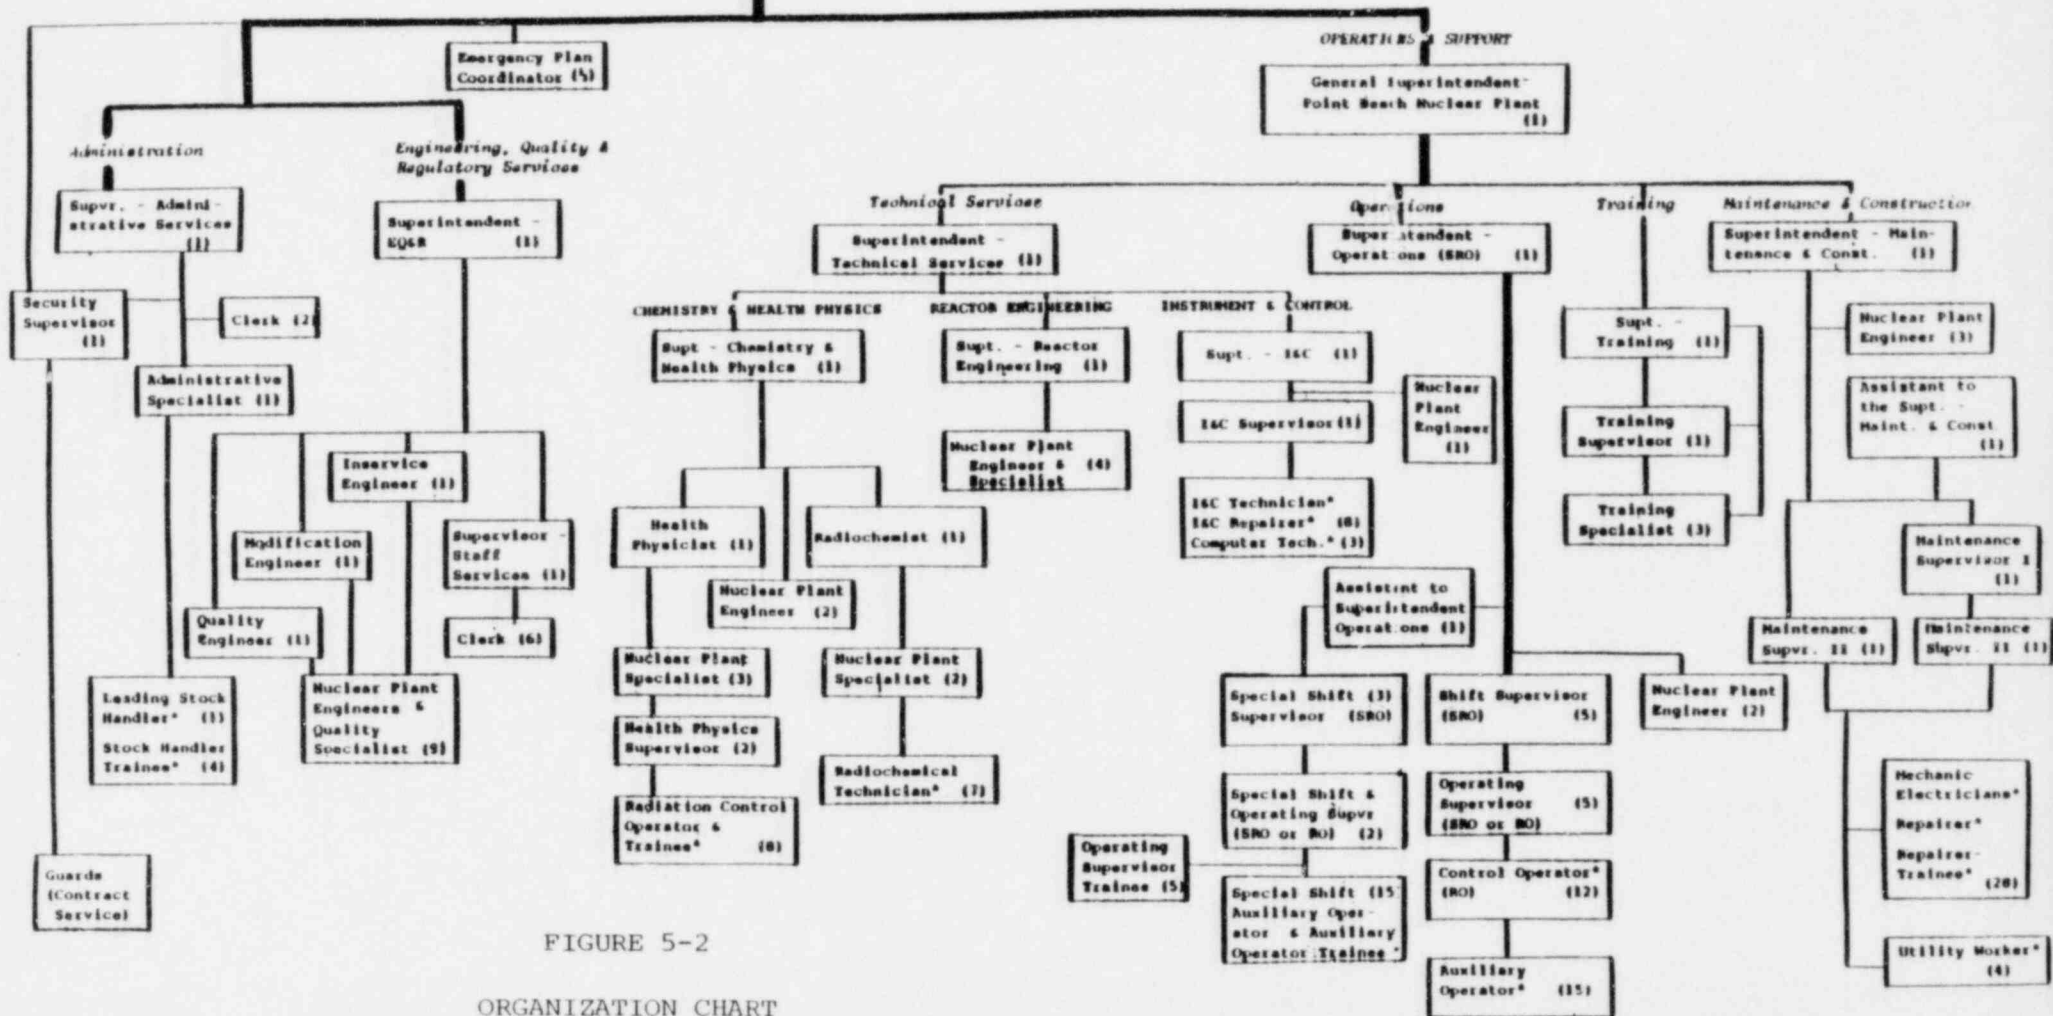 Emergency Plan
Coordinator (½)
OPERATIONS & SUPPORT
General Superintendent-
Point Beach Nuclear Plant
(1)
Administration
Supvr. - Admini-
strative Services
(1)
Engineering, Quality &
Regulatory Services
Superintendent -
EQ&R (1)
Security
Supervisor
(1)
Clerk (2)
Administrative
Specialist (1)
Inservice
Engineer (1)
Modification
Engineer (1)
Supervisor -
Staff
Services (1)
Quality
Engineer (1)
Clerk (6)
Leading Stock
Handler* (1)
Stock Handler
Trainee* (4)
Nuclear Plant
Engineers &
Quality
Specialist (9)
Guards
(Contract
Service)
Technical Services
Superintendent -
Technical Services (1)
CHEMISTRY & HEALTH PHYSICS
Supt - Chemistry &
Health Physics (1)
REACTOR ENGINEERING
Supt. - Reactor
Engineering (1)
Nuclear Plant
Engineer & (4)
Specialist
INSTRUMENT & CONTROL
Supt. - I&C (1)
Nuclear
Plant
Engineer
(1)
I&C Supervisor (1)
I&C Technician*
I&C Repairer* (8)
Computer Tech.* (3)
Health
Physicist (1)
Radiochemist (1)
Nuclear Plant
Engineer (2)
Nuclear Plant
Specialist (3)
Nuclear Plant
Specialist (2)
Health Physics
Supervisor (2)
Radiochemical
Technician* (7)
Radiation Control
Operator &
Trainee* (8)
Operations
Superintendent -
Operations (SRO) (1)
Assistant to
Superintendent
Operations (1)
Special Shift (3)
Supervisor (SRO)
Shift Supervisor
(SRO) (5)
Nuclear Plant
Engineer (2)
Special Shift &
Operating Supvr
(SRO or RO) (2)
Operating
Supervisor (5)
(SRO or RO)
Operating
Supervisor
Trainee (5)
Special Shift (15
Auxiliary Oper-
ator & Auxiliary
Operator Trainee *
Control Operator*
(RO) (12)
Auxiliary
Operator* (15)
Training
Supt. -
Training (1)
Training
Supervisor (1)
Training
Specialist (3)
Maintenance & Construction
Superintendent - Main-
tenance & Const. (1)
Nuclear Plant
Engineer (3)
Assistant to
the Supt. -
Maint. & Const.
(1)
Maintenance
Supervisor I
(1)
Maintenance
Supvr. II (1)
Maintenance
Supvr. II (1)
Mechanic
Electricians*
Repairer*
Repairer-
Trainee*
(28)
Utility Worker*
(4)
FIGURE 5-2
ORGANIZATION CHART